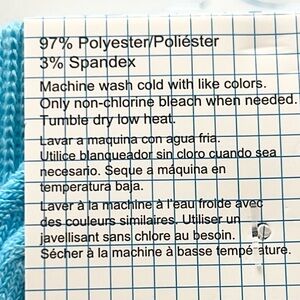 97% Polyester/Poliéster
3% Spandex
Machine wash cold with like colors.
Only non-chlorine bleach when needed.
Tumble dry low heat.
Lavar a maquina con agua fria.
Utilice blanqueador sin cloro cuando sea
necesario. Seque a máquina en
temperatura baja.
Laver à la machine à l'eau froide avec
des couleurs similaires. Utiliser un
javellisant sans chlore au besoin.
Sécher à la machine à basse température.